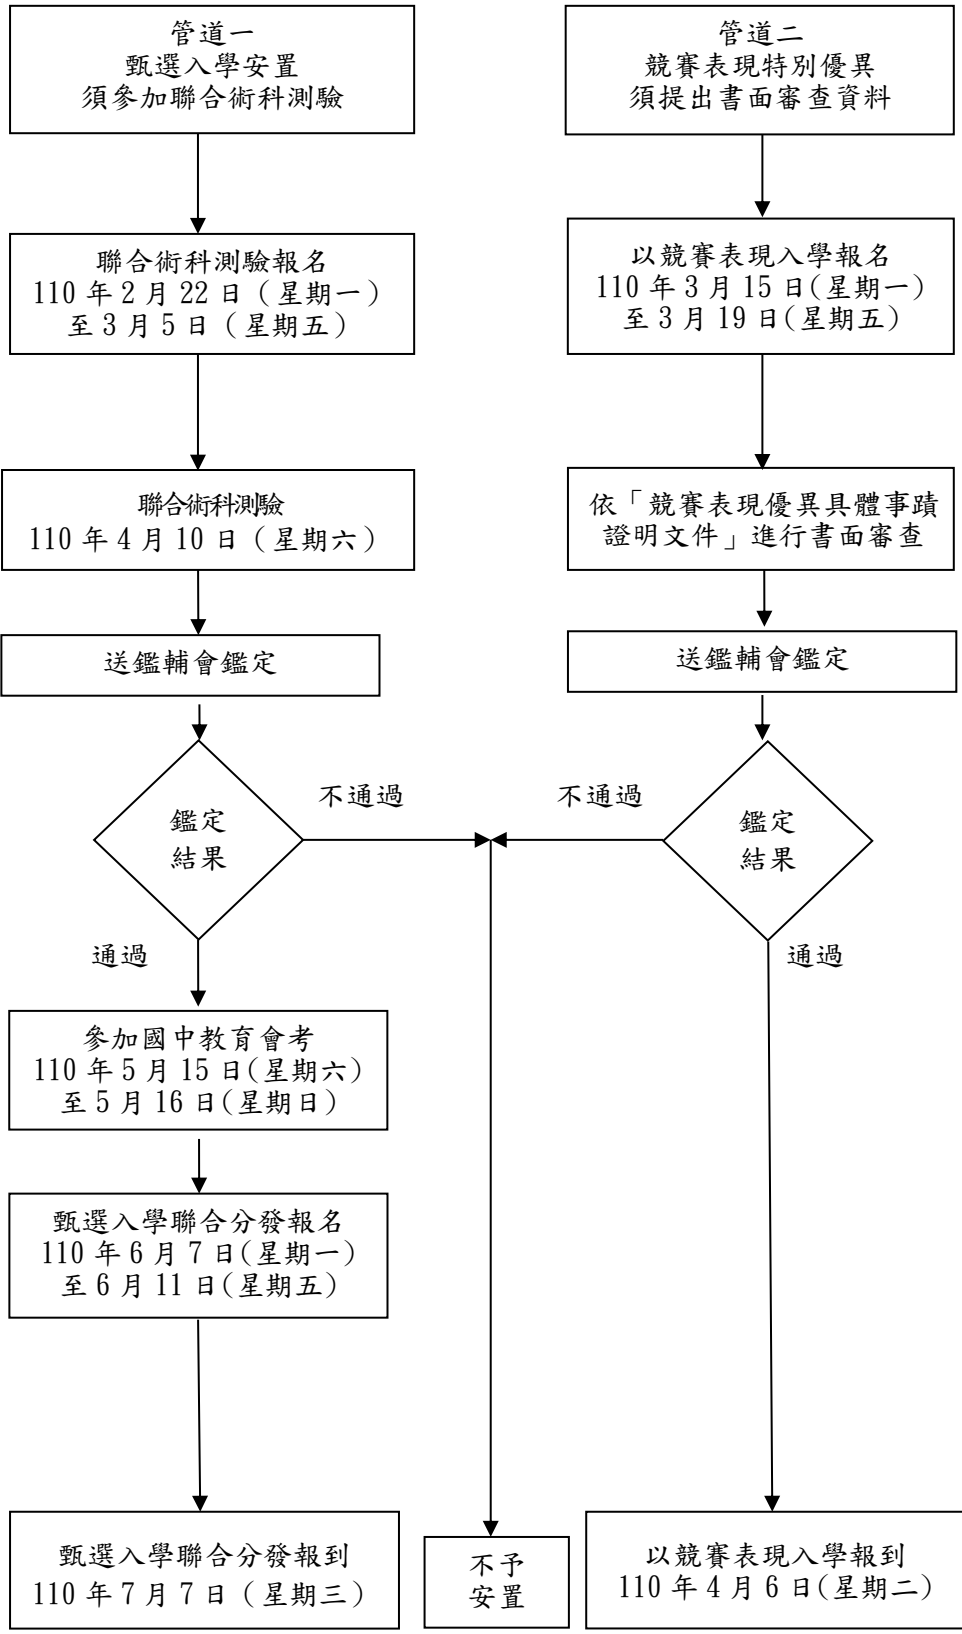 管道一
甄選入學安置
須參加聯合術科測驗
管道二
競賽表現特別優異
須提出書面審查資料
聯合術科測驗報名
110 年 2 月 22 日（星期一）
至 3 月 5 日（星期五）
以競賽表現入學報名
110 年 3 月 15 日(星期一)
至 3 月 19 日(星期五)
聯合術科測驗
110 年 4 月 10 日（星期六）
依「競賽表現優異具體事蹟
證明文件」進行書面審查
送鑑輔會鑑定
送鑑輔會鑑定
鑑定
結果
不通過
不通過
鑑定
結果
通過
通過
參加國中教育會考
110 年 5 月 15 日(星期六)
至 5 月 16 日(星期日)
甄選入學聯合分發報名
110 年 6 月 7 日(星期一)
至 6 月 11 日(星期五)
甄選入學聯合分發報到
110 年 7 月 7 日（星期三）
不予
安置
以競賽表現入學報到
110 年 4 月 6 日(星期二)